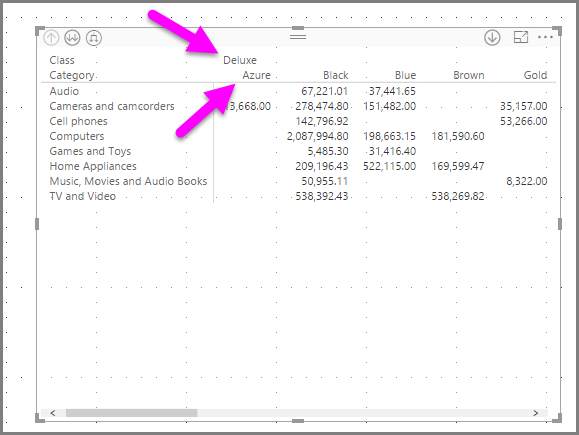 Class Deluxe
Category Azure Black Blue Brown Gold
Audio 67,221.01 37,441.65
Cameras and camcorders 3,668.00 278,474.80 151,482.00 35,157.00
Cell phones 142,796.92 53,266.00
Computers 2,087,994.80 198,663.15 181,590.60
Games and Toys 5,485.30 31,416.40
Home Appliances 209,196.43 522,115.00 169,599.47
Music, Movies and Audio Books 50,955.11 8,322.00
TV and Video 538,392.43 538,269.82